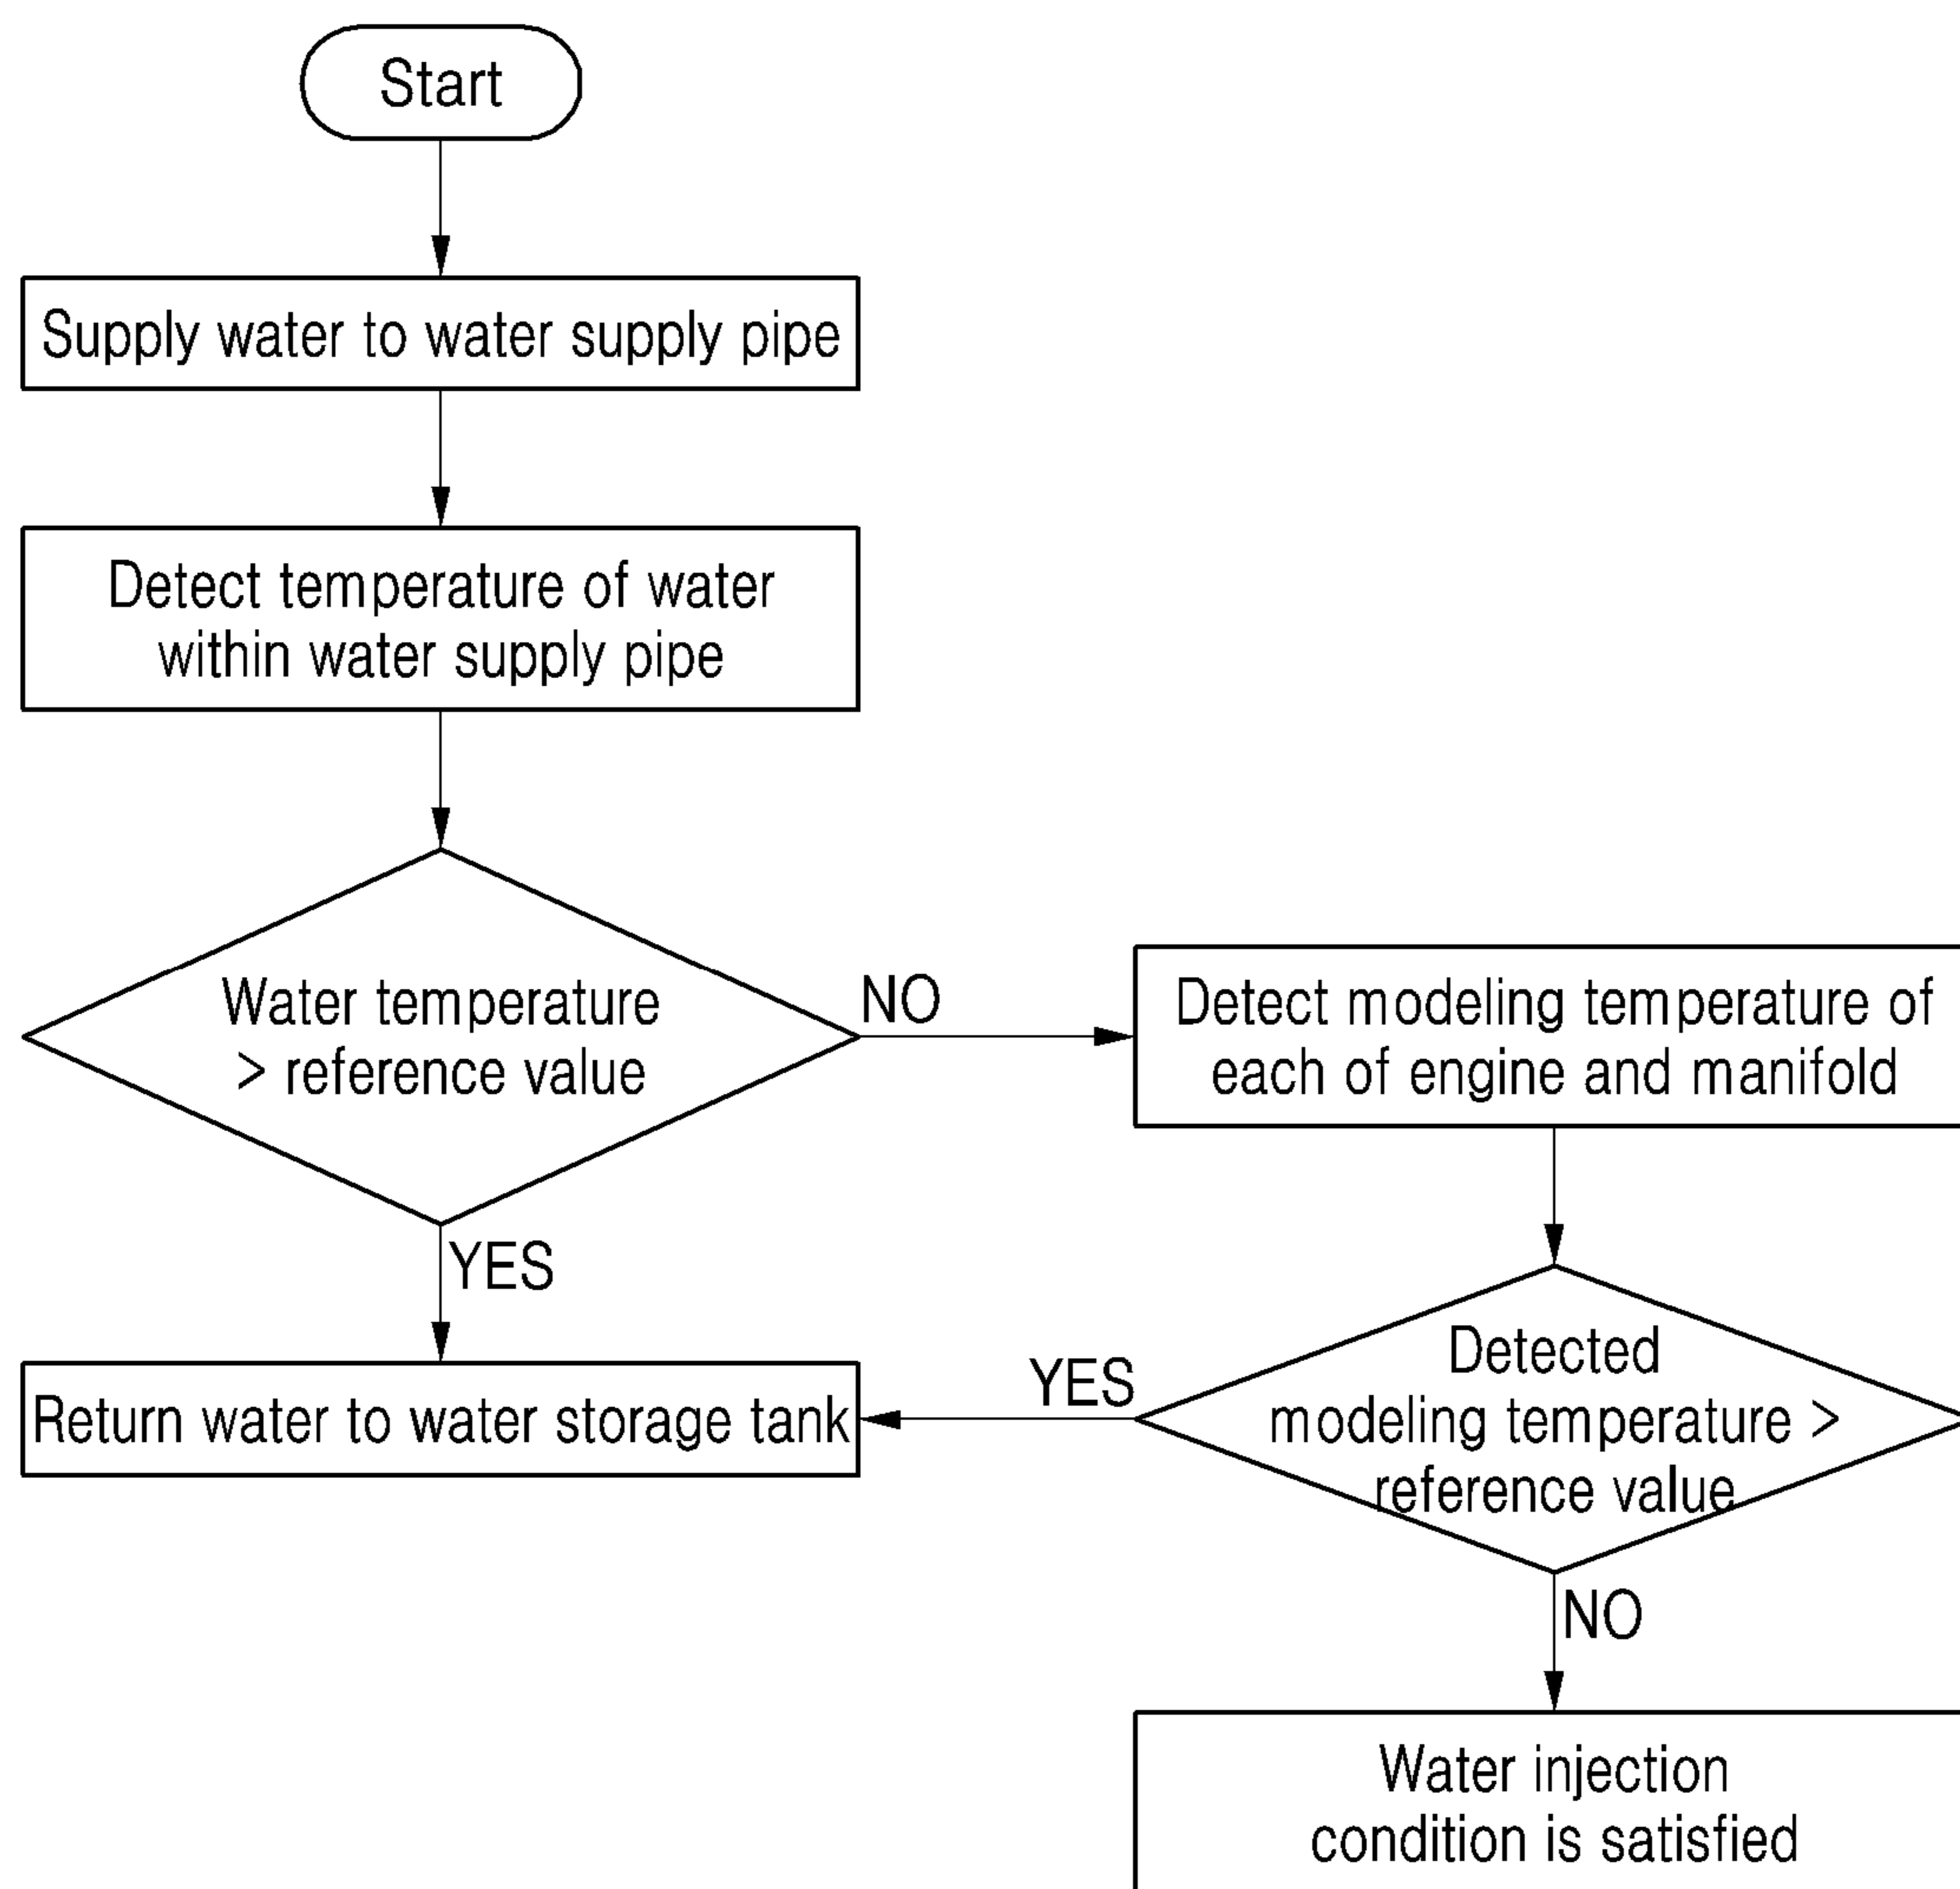 Start
Supply water to water supply pipe
Detect temperature of water
within water supply pipe
Water temperature
> reference value
NO
Detect modeling temperature of
each of engine and manifold
YES
Return water to water storage tank
YES
Detected
modeling temperature >
reference value
NO
Water injection
condition is satisfied